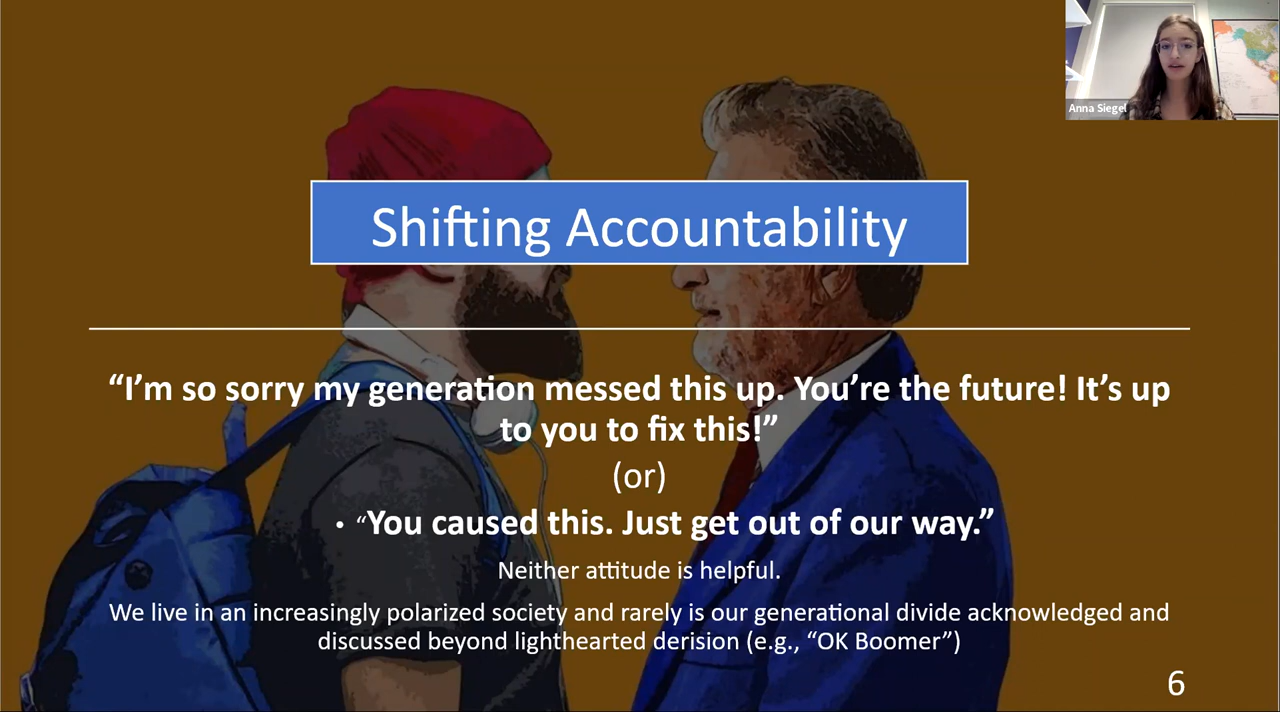 Anna Siegel
Shifting Accountability
“I’m so sorry my generation messed this up. You’re the future! It’s up
to you to fix this!”
(or)
• “You caused this. Just get out of our way.”
Neither attitude is helpful.
We live in an increasingly polarized society and rarely is our generational divide acknowledged and
discussed beyond lighthearted derision (e.g., “OK Boomer”)
6